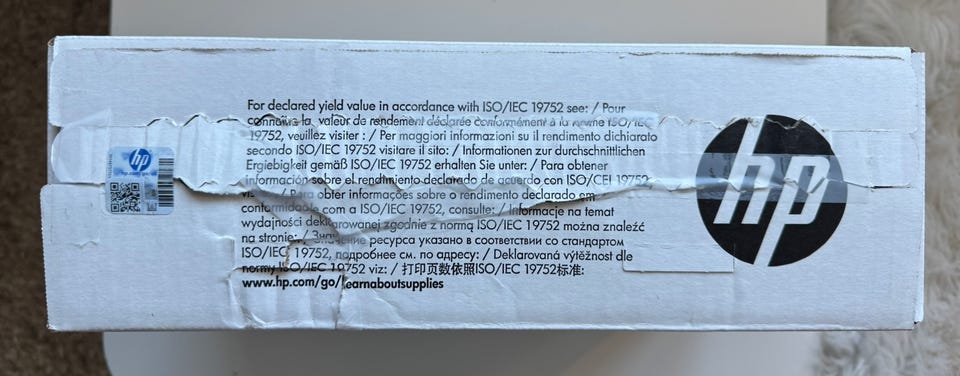 For declared yield value in accordance with ISO/IEC 19752 see: / Pour
connaître la valeur de rendement déclarée conformément à la norme ISO/IEC
19752, veuillez visiter : / Per maggiori informazioni su il rendimento dichiarato
secondo ISO/IEC 19752 visitare il sito: / Informationen zur durchschnittlichen
Ergiebigkeit gemäß ISO/IEC 19752 erhalten Sie unter: / Para obtener
información sobre el rendimiento declarado de acuerdo con ISO/CEI 19752,
/ Para obter informações sobre o rendimento declarado em
conformidade com a ISO/IEC 19752, consulte: / Informacje na temat
wydajności deklarowanej zgodnie z normą ISO/IEC 19752 można znaleźć
na stronie: / Значение ресурса указано в соответствии со стандартом
ISO/IEC 19752, подробнее см. по адресу: / Deklarovaná výtěžnost dle
normy ISO/IEC 19752 viz: / 打印页数依照ISO/IEC 19752标准:
www.hp.com/go/learnaboutsupplies
hp
hp